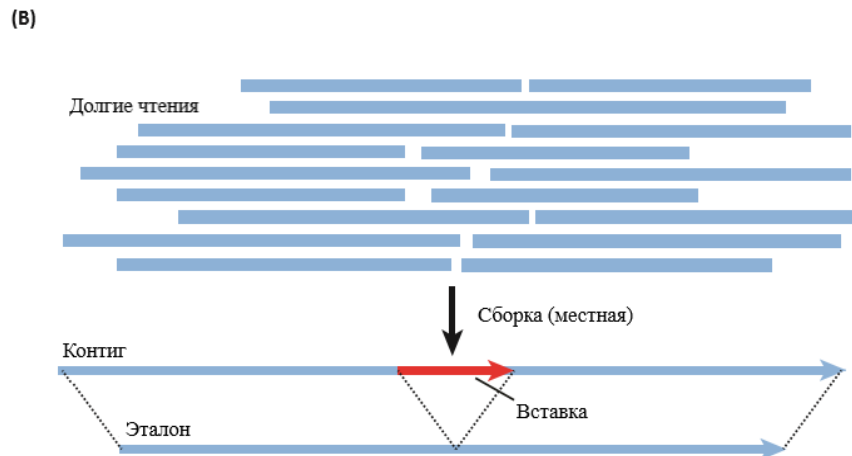 (B)
Долгие чтения
Сборка (местная)
Контиг
Вставка
Эталон